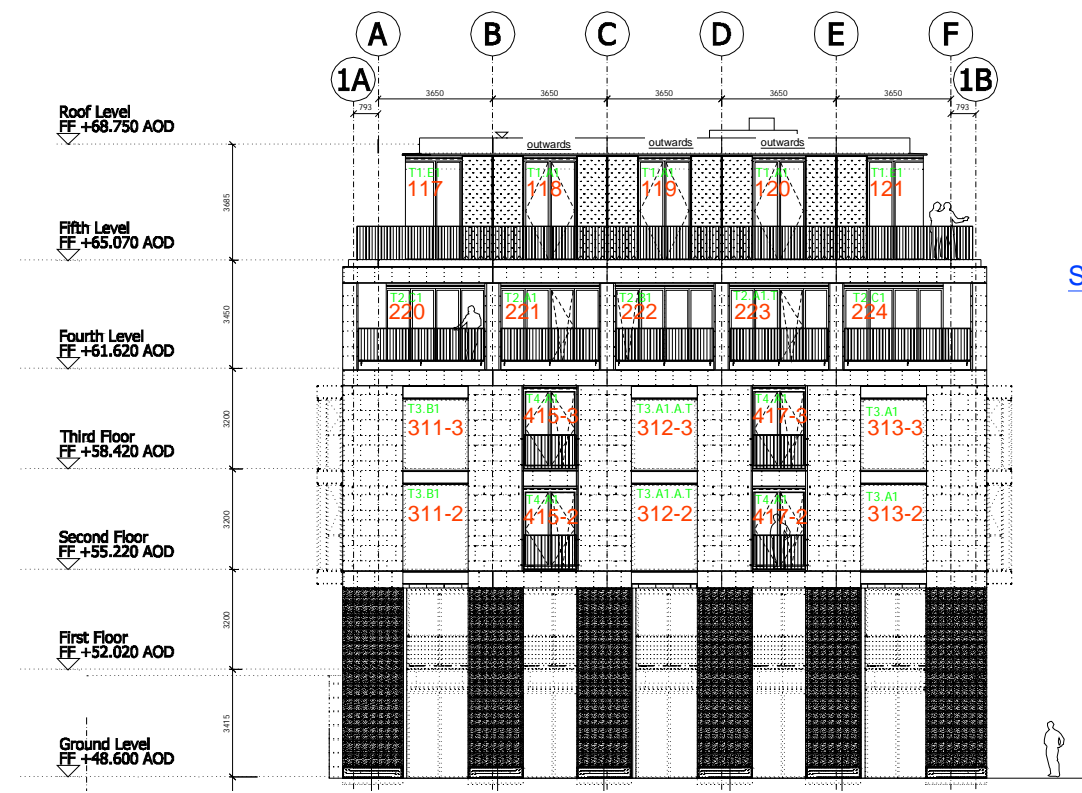 A B C D E F
1A 1B
3650 3650 3650 3650 3650
793 793
Roof Level
FF +68.750 AOD
outwards outwards outwards
T1.E1 T1.A1 T1.A1 T1.A1 T1.E1
117 118 119 120 121
3685
Fifth Level
FF +65.070 AOD
S
T2.C1 T2.A1 T2.B1 T2.A1.T T2.C1
220 221 222 223 224
3450
Fourth Level
FF +61.620 AOD
T3.B1 T4.A1 T3.A1.A.T T4.A1 T3.A1
311-3 415-3 312-3 417-3 313-3
3200
Third Floor
FF +58.420 AOD
T3.B1 T4.A1 T3.A1.A.T T4.A1 T3.A1
311-2 415-2 312-2 417-2 313-2
3200
Second Floor
FF +55.220 AOD
3200
First Floor
FF +52.020 AOD
3415
Ground Level
FF +48.600 AOD